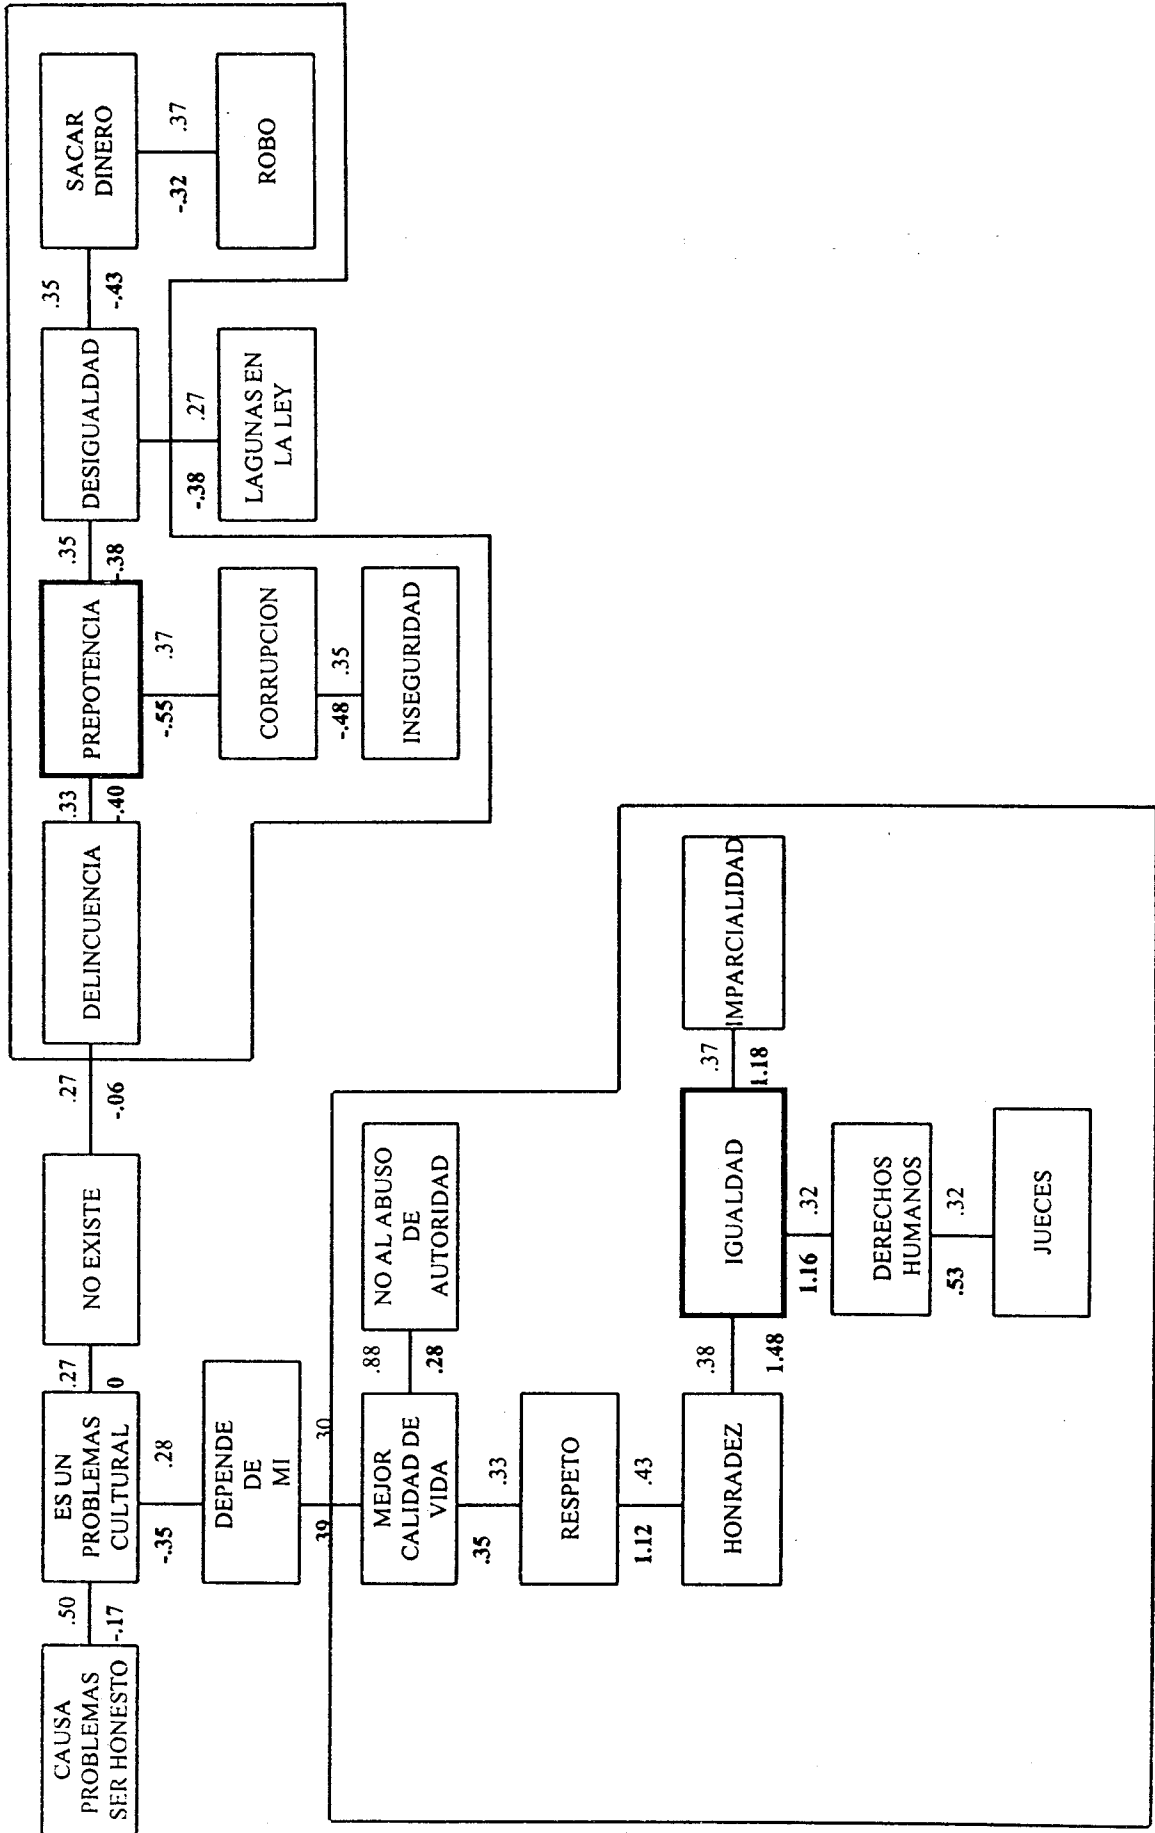 CAUSA
PROBLEMAS
SER HONESTO
.50
-.17
ES UN
PROBLEMAS
CULTURAL
.27
0
NO EXISTE
.27
-.06
DELINCUENCIA
.33
-.40
PREPOTENCIA
.35
-.38
DESIGUALDAD
.35
-.43
SACAR
DINERO
-.35
.28
-.55
.37
-.38
.27
-.32
.37
DEPENDE
DE
MI
CORRUPCION
LAGUNAS EN
LA LEY
ROBO
.39
.30
-.48
.35
MEJOR
CALIDAD DE
VIDA
.88
.28
NO AL ABUSO
DE
AUTORIDAD
INSEGURIDAD
.35
.33
RESPETO
1.12
.43
HONRADEZ
.38
1.48
IGUALDAD
.37
1.18
IMPARCIALIDAD
1.16
.32
DERECHOS
HUMANOS
.53
.32
JUECES